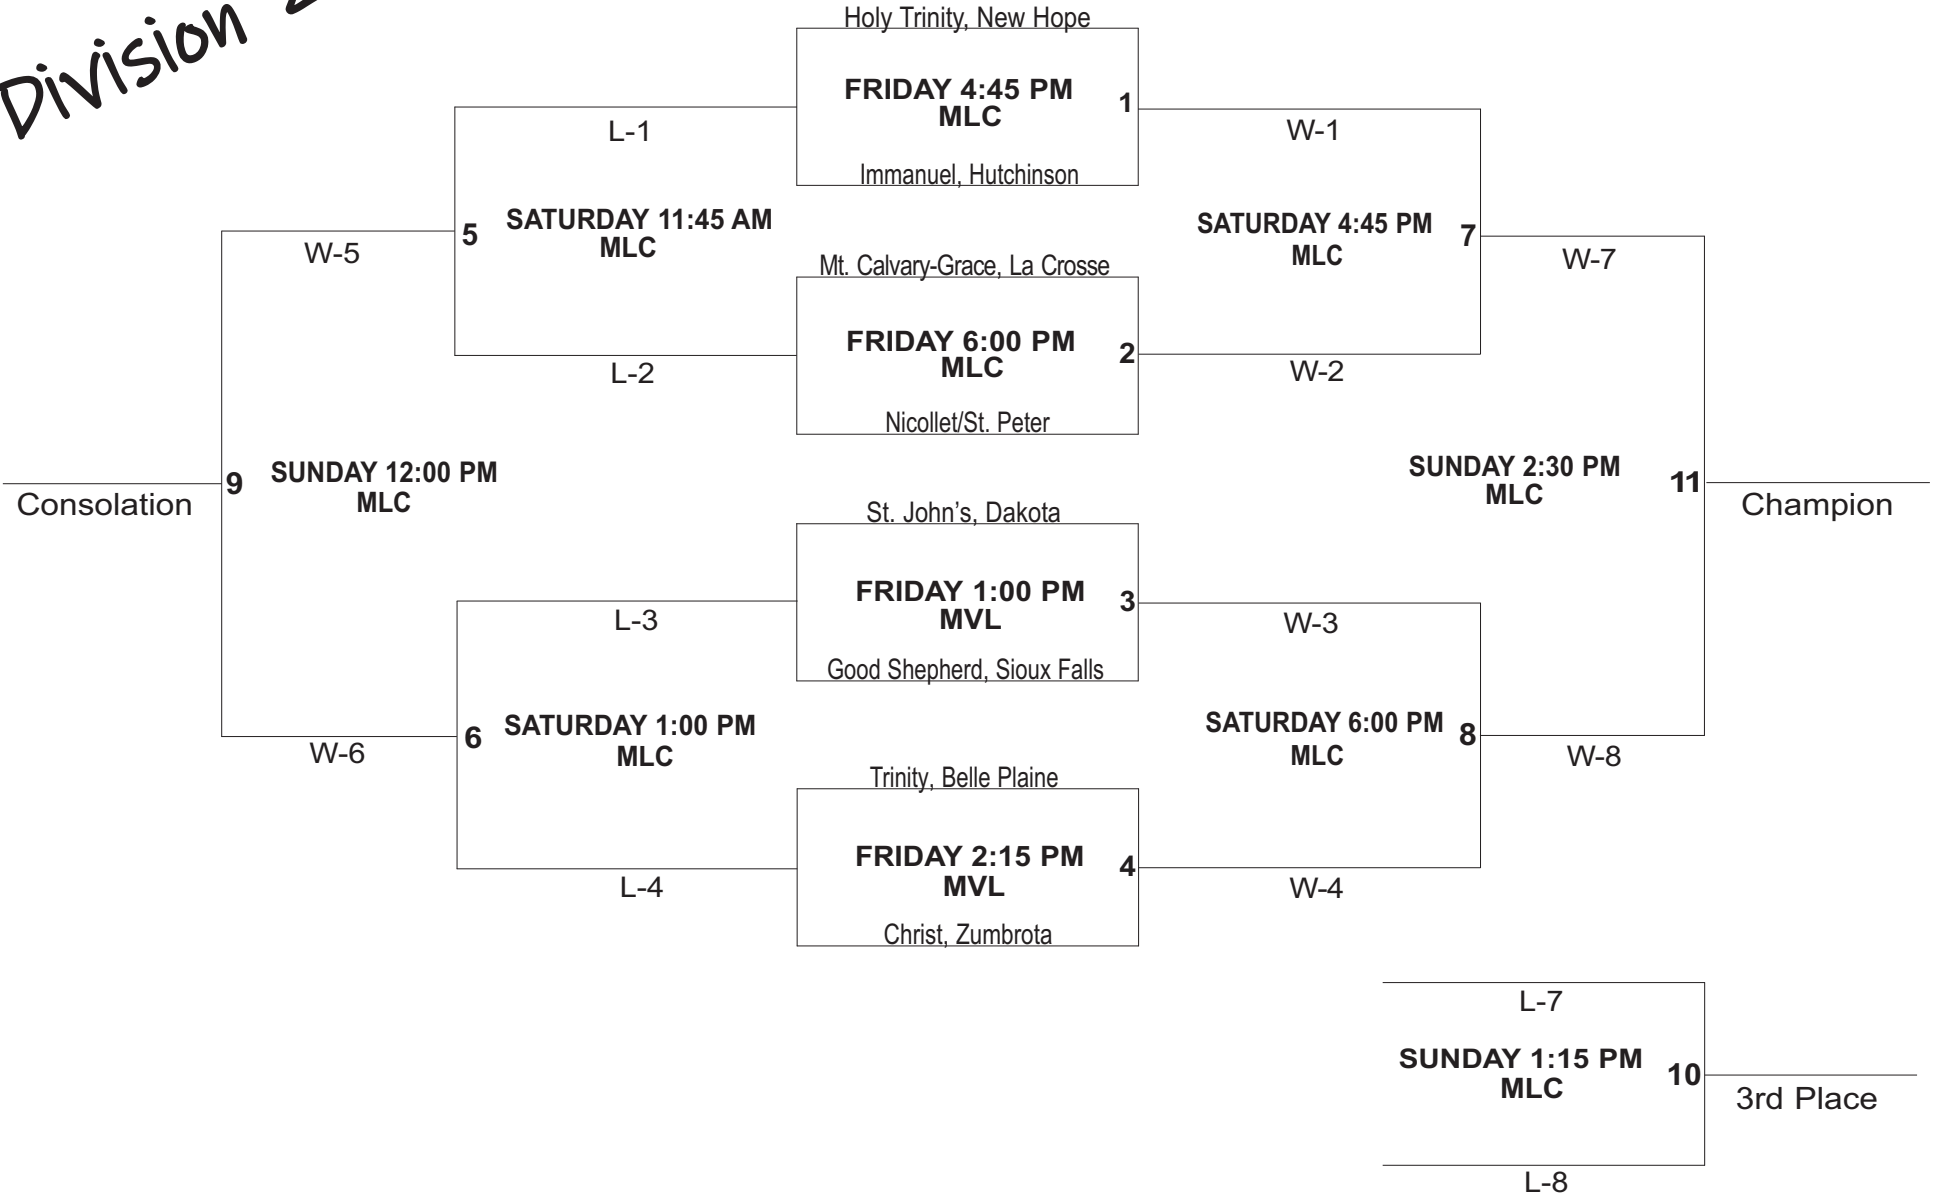 Division
Holy Trinity, New Hope
FRIDAY 4:45 PM
MLC
1
Immanuel, Hutchinson
L-1
W-1
SATURDAY 11:45 AM
MLC
5
W-5
SATURDAY 4:45 PM
MLC
7
W-7
Mt. Calvary-Grace, La Crosse
FRIDAY 6:00 PM
MLC
2
Nicollet/St. Peter
L-2
W-2
9
SUNDAY 12:00 PM
MLC
Consolation
SUNDAY 2:30 PM
MLC
11
Champion
St. John’s, Dakota
FRIDAY 1:00 PM
MVL
3
Good Shepherd, Sioux Falls
L-3
W-3
6
SATURDAY 1:00 PM
MLC
W-6
SATURDAY 6:00 PM
MLC
8
W-8
Trinity, Belle Plaine
FRIDAY 2:15 PM
MVL
4
Christ, Zumbrota
L-4
W-4
L-7
SUNDAY 1:15 PM
MLC
10
3rd Place
L-8